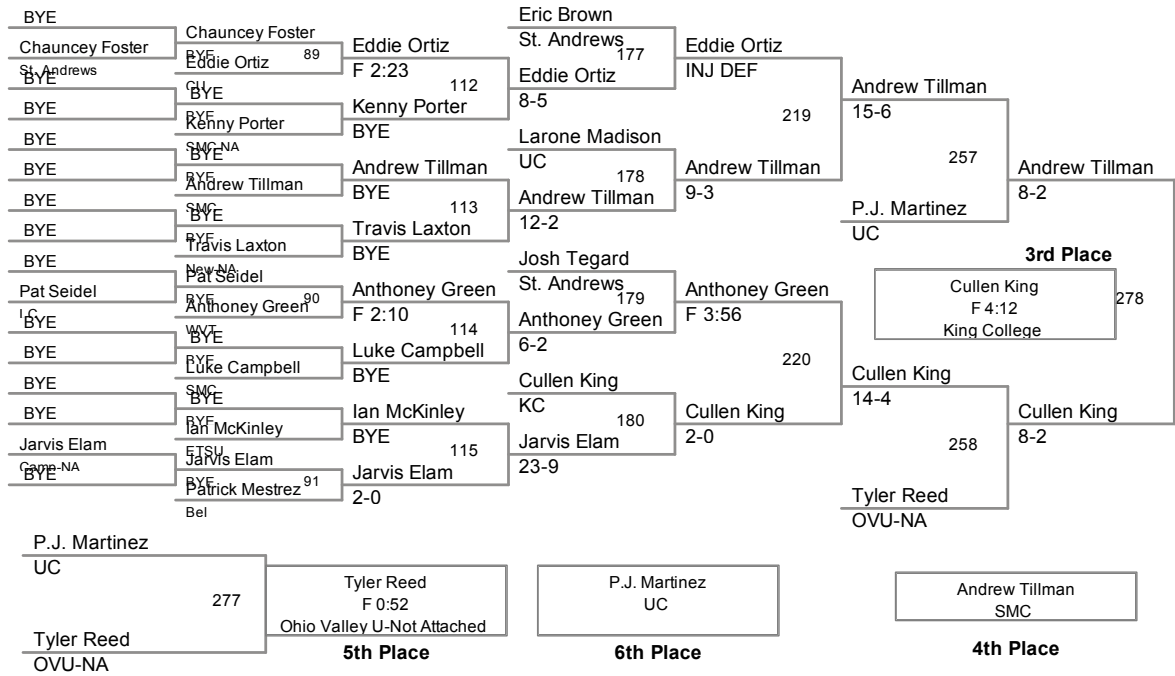 BYE
Chauncey Foster
St. Andrews
BYE
BYE
BYE
BYE
BYE
BYE
BYE
Pat Seidel
LC
BYE
BYE
BYE
BYE
Jarvis Elam
Camp-NA
BYE
Chauncey Foster
BYE
89
Eddie Ortiz
CU
BYE
BYE
Kenny Porter
SMC-NA
BYE
BYE
Andrew Tillman
SMC
BYE
BYE
Travis Laxton
New-NA
Pat Seidel
BYE
90
Anthoney Green
WVT
BYE
BYE
Luke Campbell
SMC
BYE
BYE
Ian McKinley
ETSU
Jarvis Elam
BYE
91
Patrick Mestrez
Bel
Eddie Ortiz
F 2:23
112
Kenny Porter
BYE
Andrew Tillman
BYE
113
Travis Laxton
BYE
Anthoney Green
F 2:10
114
Luke Campbell
BYE
Ian McKinley
BYE
115
Jarvis Elam
2-0
Eric Brown
St. Andrews
177
Eddie Ortiz
8-5
Larone Madison
UC
178
Andrew Tillman
12-2
Josh Tegard
St. Andrews
179
Anthoney Green
6-2
Cullen King
KC
180
Jarvis Elam
23-9
Eddie Ortiz
INJ DEF
219
Andrew Tillman
9-3
Anthoney Green
F 3:56
220
Cullen King
2-0
Andrew Tillman
15-6
257
P.J. Martinez
UC
Cullen King
14-4
258
Tyler Reed
OVU-NA
Andrew Tillman
8-2
3rd Place
Cullen King
F 4:12
King College
278
Cullen King
8-2
P.J. Martinez
UC
277
Tyler Reed
OVU-NA
Tyler Reed
F 0:52
Ohio Valley U-Not Attached
5th Place
P.J. Martinez
UC
6th Place
Andrew Tillman
SMC
4th Place